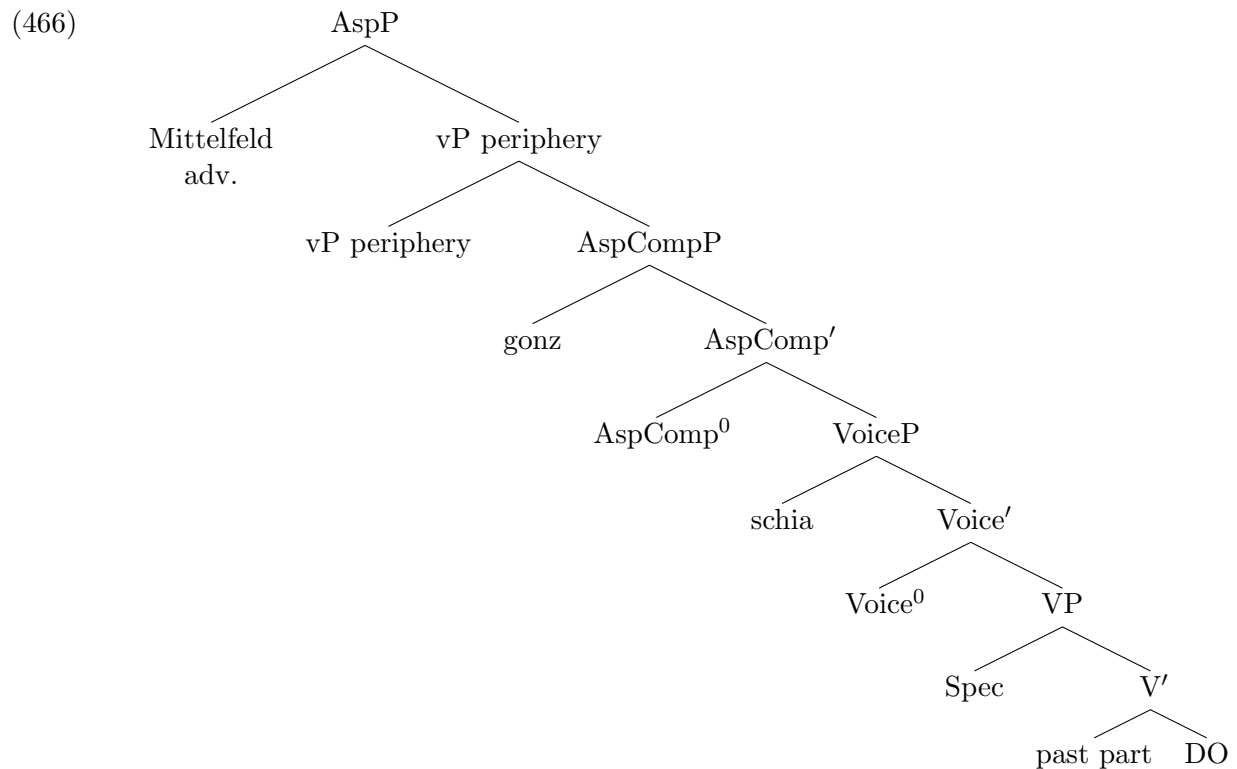 (466) AspP
Mittelfeld adv. vP periphery
vP periphery AspCompP
gonz AspComp′
AspComp⁰ VoiceP
schia Voice′
Voice⁰ VP
Spec V′
past part DO